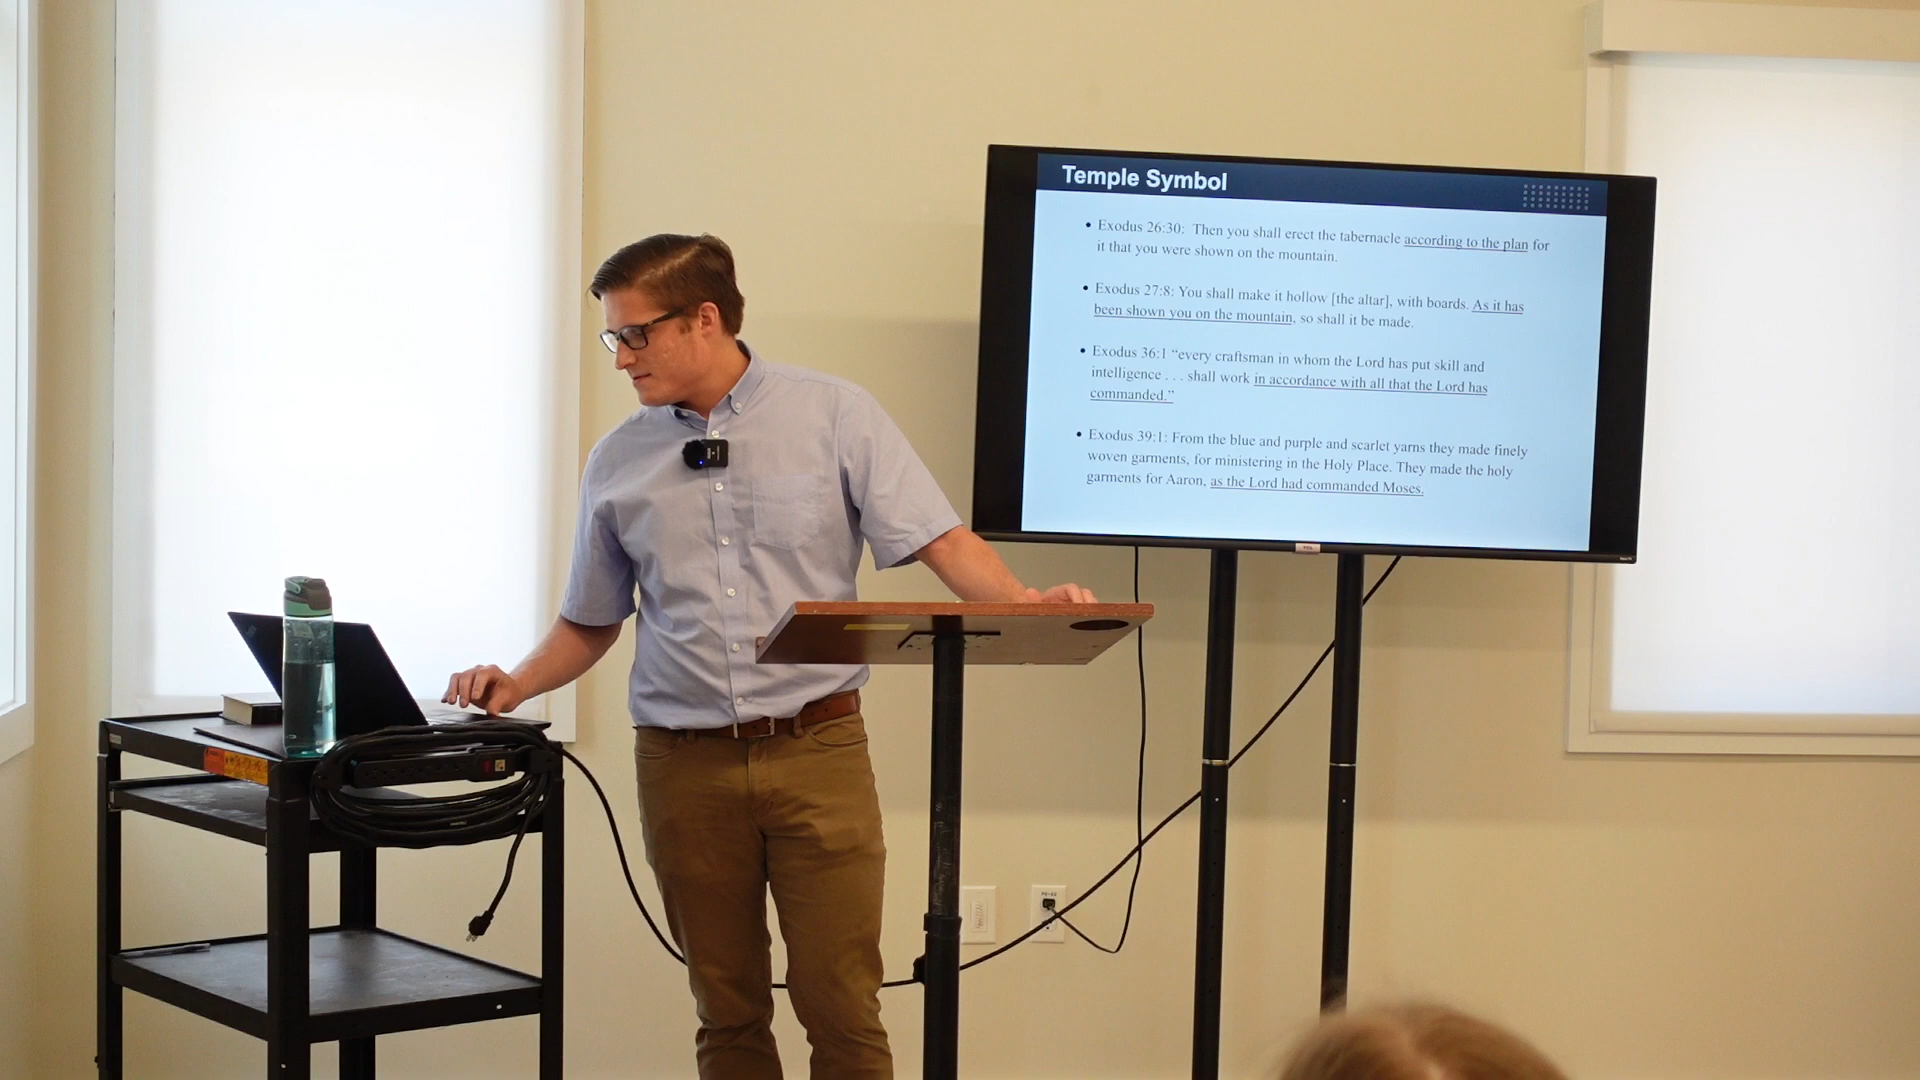 Temple Symbol
• Exodus 26:30: Then you shall erect the tabernacle according to the plan for
it that you were shown on the mountain.
• Exodus 27:8: You shall make it hollow [the altar], with boards. As it has
been shown you on the mountain, so shall it be made.
• Exodus 36:1 “every craftsman in whom the Lord has put skill and
intelligence . . . shall work in accordance with all that the Lord has
commanded.”
• Exodus 39:1: From the blue and purple and scarlet yarns they made finely
woven garments, for ministering in the Holy Place. They made the holy
garments for Aaron, as the Lord had commanded Moses.
TCL